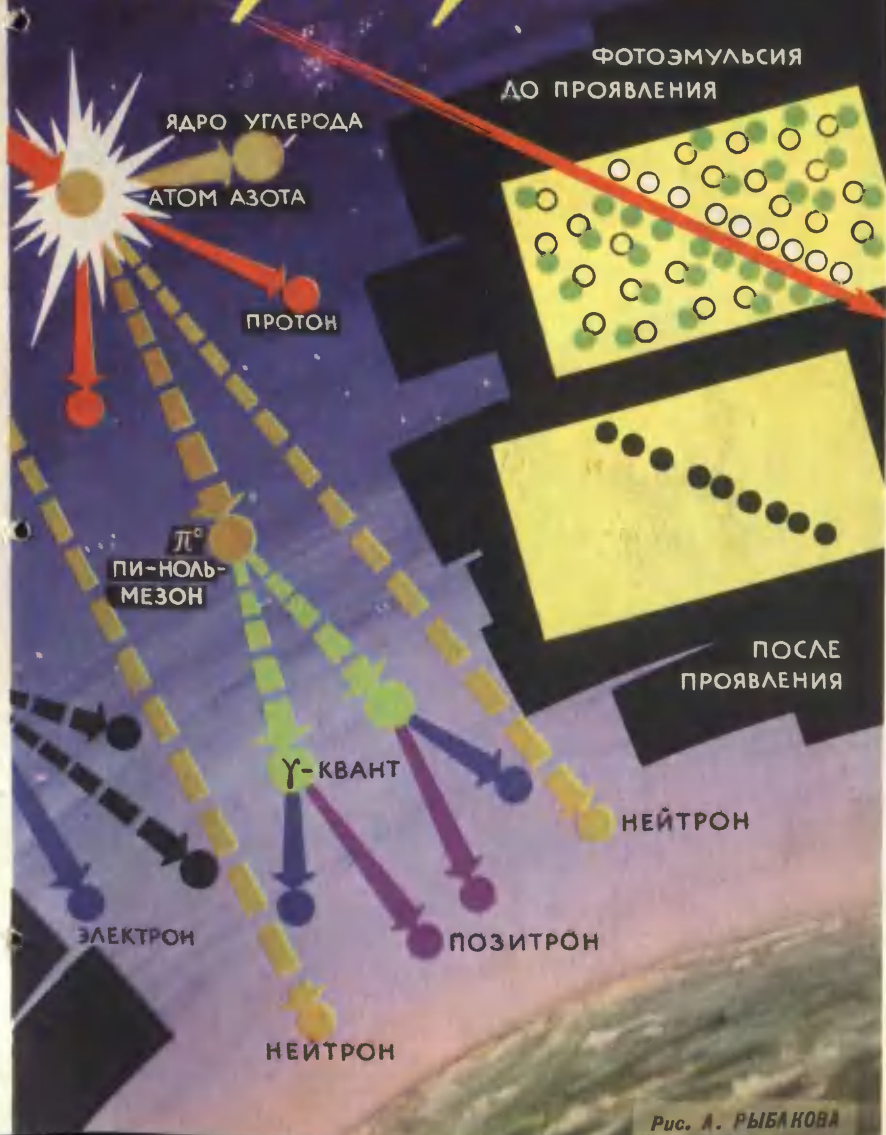 ФОТОЭМУЛЬСИЯ
ДО ПРОЯВЛЕНИЯ
ЯДРО УГЛЕРОДА
АТОМ АЗОТА
ПРОТОН
π°
ПИ-НОЛЬ-
МЕЗОН
ПОСЛЕ
ПРОЯВЛЕНИЯ
γ-КВАНТ
НЕЙТРОН
ЭЛЕКТРОН
ПОЗИТРОН
НЕЙТРОН
Рис. А. РЫБАКОВА